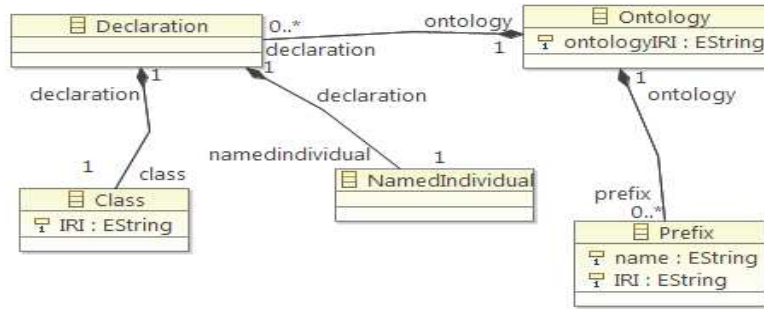 Declaration
0..*
declaration
ontology
1
Ontology
ontologyIRI : EString
1
declaration
1
declaration
1
ontology
1
class
namedindividual
1
Class
IRI : EString
NamedIndividual
prefix
0..*
Prefix
name : EString
IRI : EString